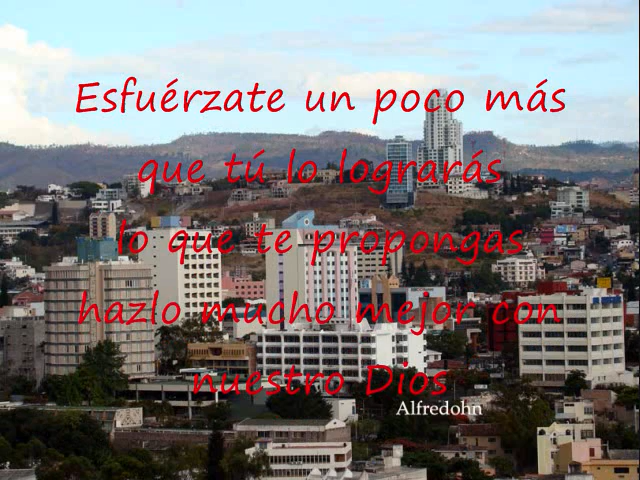 Esfuérzate un poco más
que tú lo lograrás
lo que te propongas
hazlo mucho mejor con
nuestro Dios
Alfredohn